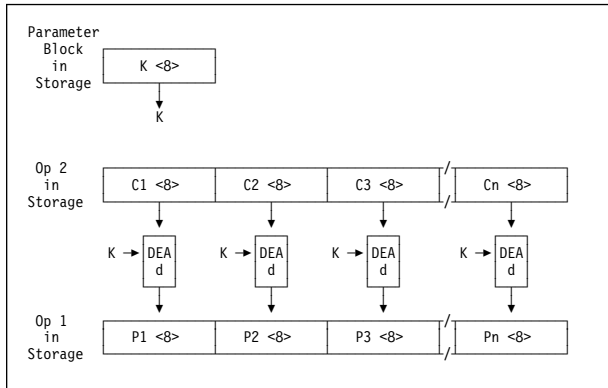 Parameter
Block
in
Storage
K <8>
K
Op 2
in
Storage
C1 <8> C2 <8> C3 <8> Cn <8>
K DEA d K DEA d K DEA d K DEA d
Op 1
in
Storage
P1 <8> P2 <8> P3 <8> Pn <8>